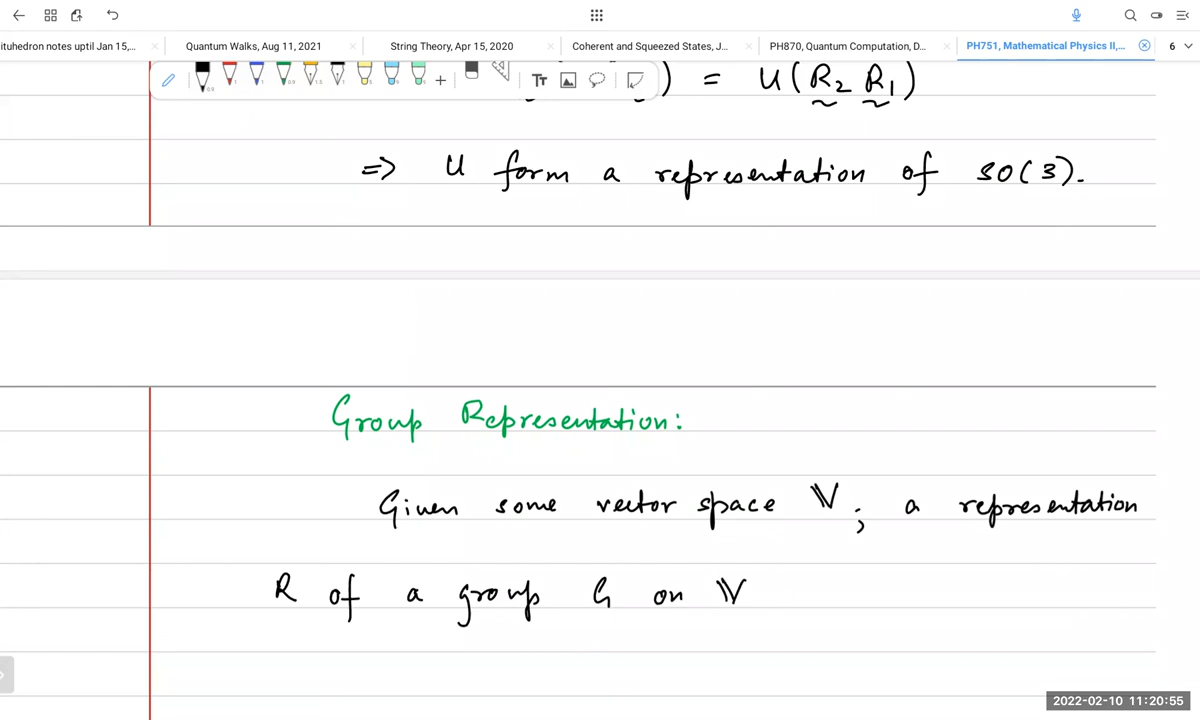 ituhedron notes uptil Jan 15,...
Quantum Walks, Aug 11, 2021
String Theory, Apr 15, 2020
Coherent and Squeezed States, J...
PH870, Quantum Computation, D...
PH751, Mathematical Physics II,...
6
Tт
) = U(R₂ R₁)
=> U form a representation of SO(3).
Group Representation:
Given some vector space 𝕍; a representation
R of a group G on 𝕍
2022-02-10 11:20:55